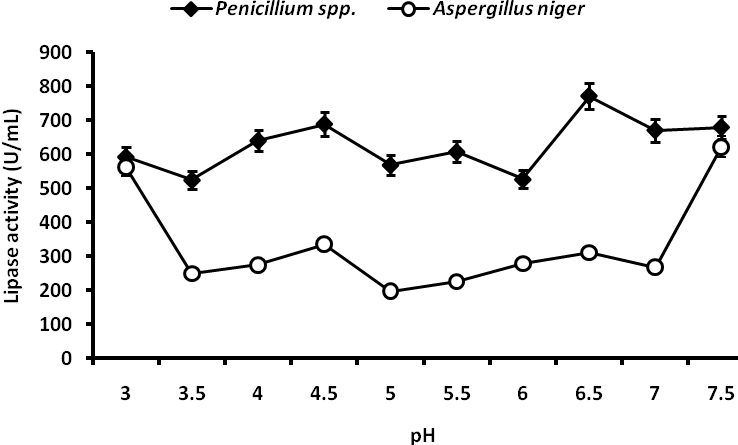 Penicillium spp. Aspergillus niger
Lipase activity (U/mL)
900
800
700
600
500
400
300
200
100
0
3 3.5 4 4.5 5 5.5 6 6.5 7 7.5
pH